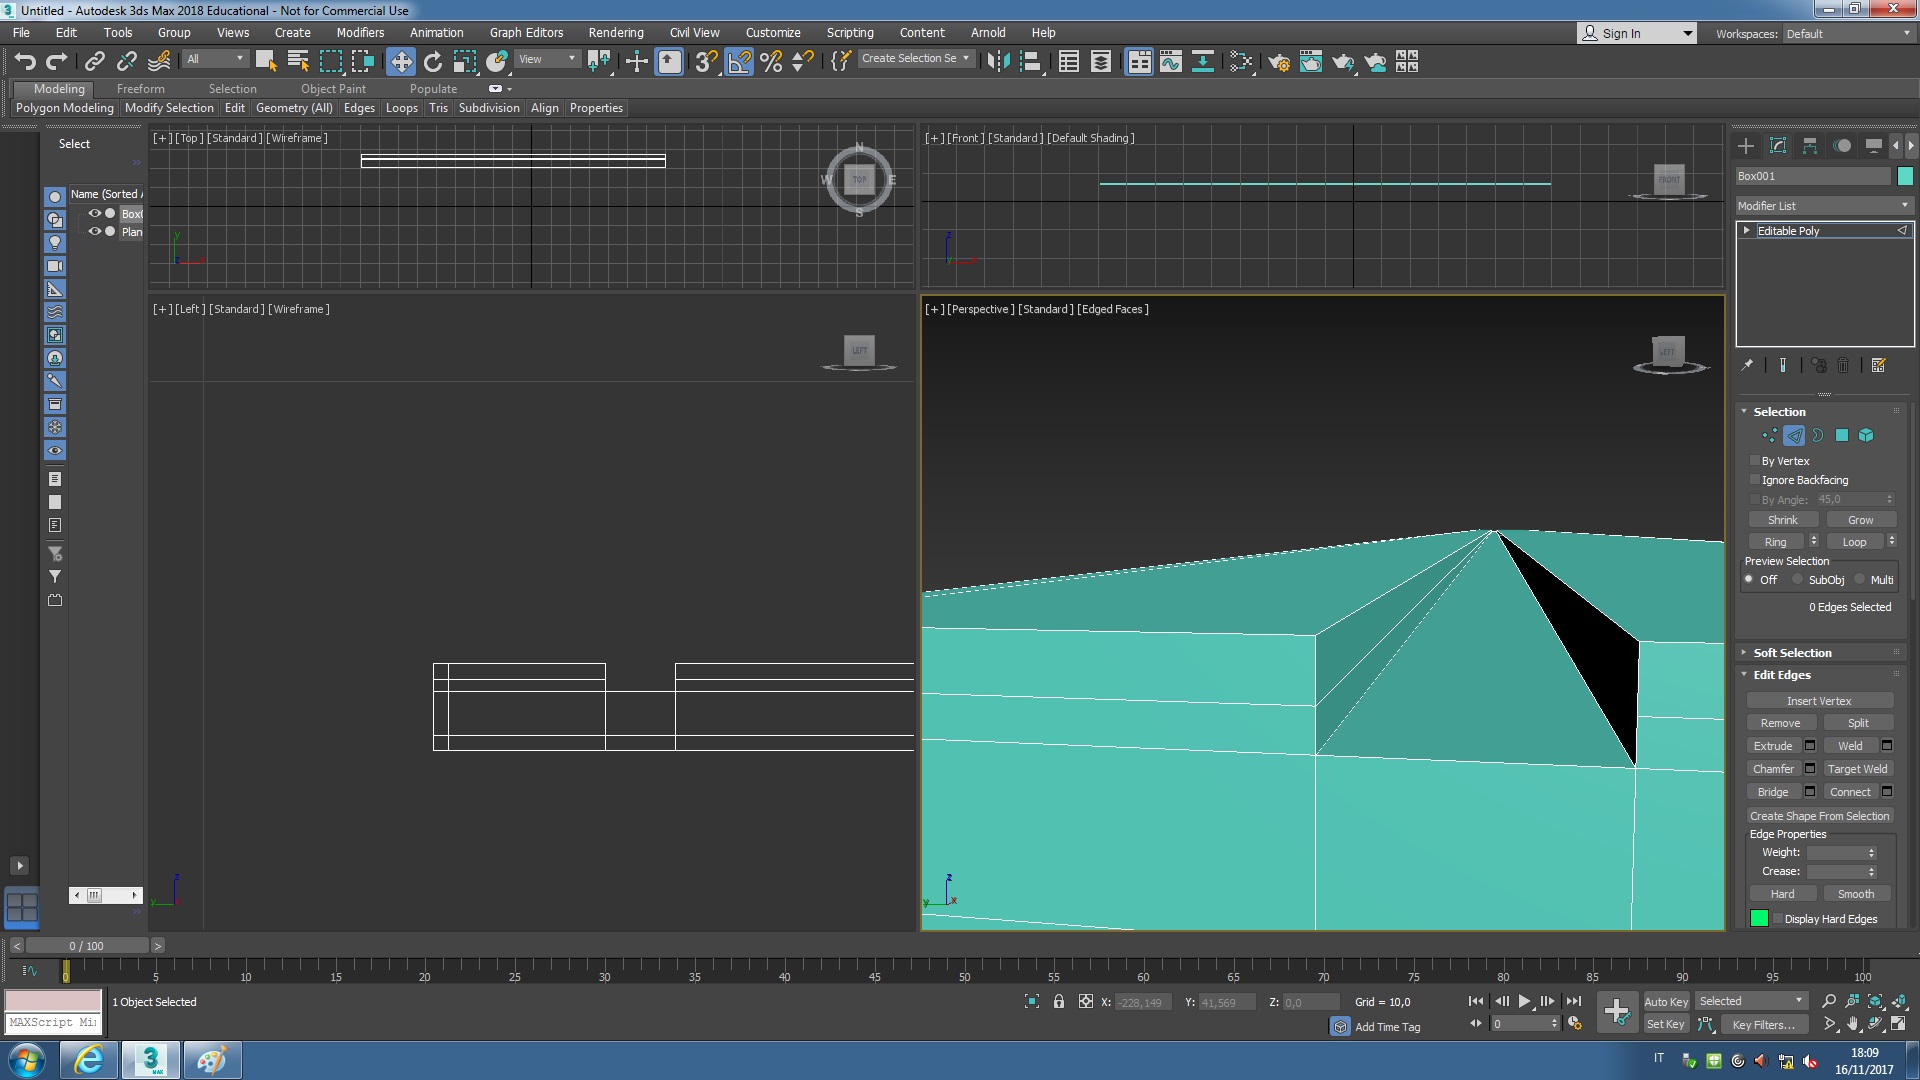 Untitled - Autodesk 3ds Max 2018 Educational - Not for Commercial Use
File Edit Tools Group Views Create Modifiers Animation Graph Editors Rendering Civil View Customize Scripting Content Arnold Help
Sign In Workspaces: Default
All View Create Selection Se
Modeling Freeform Selection Object Paint Populate
Polygon Modeling Modify Selection Edit Geometry (All) Edges Loops Tris Subdivision Align Properties
Select
Name (Sorted A
Box0
Plan
[+] [Top] [Standard] [Wireframe]
N W TOP E S
y x z
[+] [Front] [Standard] [Default Shading]
FRONT
z x
[+] [Left] [Standard] [Wireframe]
LEFT
z y
[+] [Perspective] [Standard] [Edged Faces]
LEFT
z y x
Box001
Modifier List
Editable Poly
Selection
By Vertex
Ignore Backfacing
By Angle: 45,0
Shrink Grow
Ring Loop
Preview Selection
Off SubObj Multi
0 Edges Selected
Soft Selection
Edit Edges
Insert Vertex
Remove Split
Extrude Weld
Chamfer Target Weld
Bridge Connect
Create Shape From Selection
Edge Properties
Weight:
Crease:
Hard Smooth
Display Hard Edges
< 0 / 100 >
0 5 10 15 20 25 30 35 40 45 50 55 60 65 70 75 80 85 90 95 100
1 Object Selected
MAXScript Mi
X: -228,149 Y: 41,569 Z: 0,0 Grid = 10,0
Add Time Tag
0
Auto Key Selected
Set Key Key Filters...
3 MAX
IT
18:09
16/11/2017